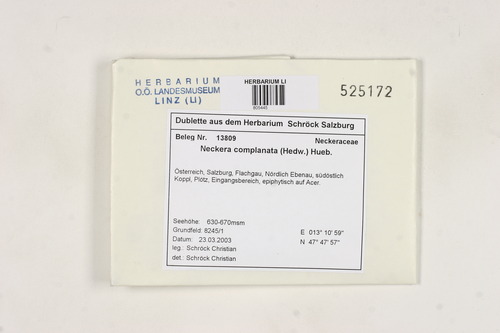 HERBARIUM
O.Ö. LANDESMUSEUM
LINZ (LI)
HERBARIUM LI
525172
Dublette aus dem Herbarium Schröck Salzburg
Beleg Nr. 13809 Neckeraceae
Neckera complanata (Hedw.) Hueb.
Österreich, Salzburg, Flachgau, Nördlich Ebenau, südöstlich
Koppl, Plötz, Eingangsbereich, epiphytisch auf Acer.
Seehöhe: 630-670msm
Grundfeld: 8245/1 E 013° 10' 59''
Datum: 23.03.2003 N 47° 47' 57''
leg.: Schröck Christian
det.: Schröck Christian